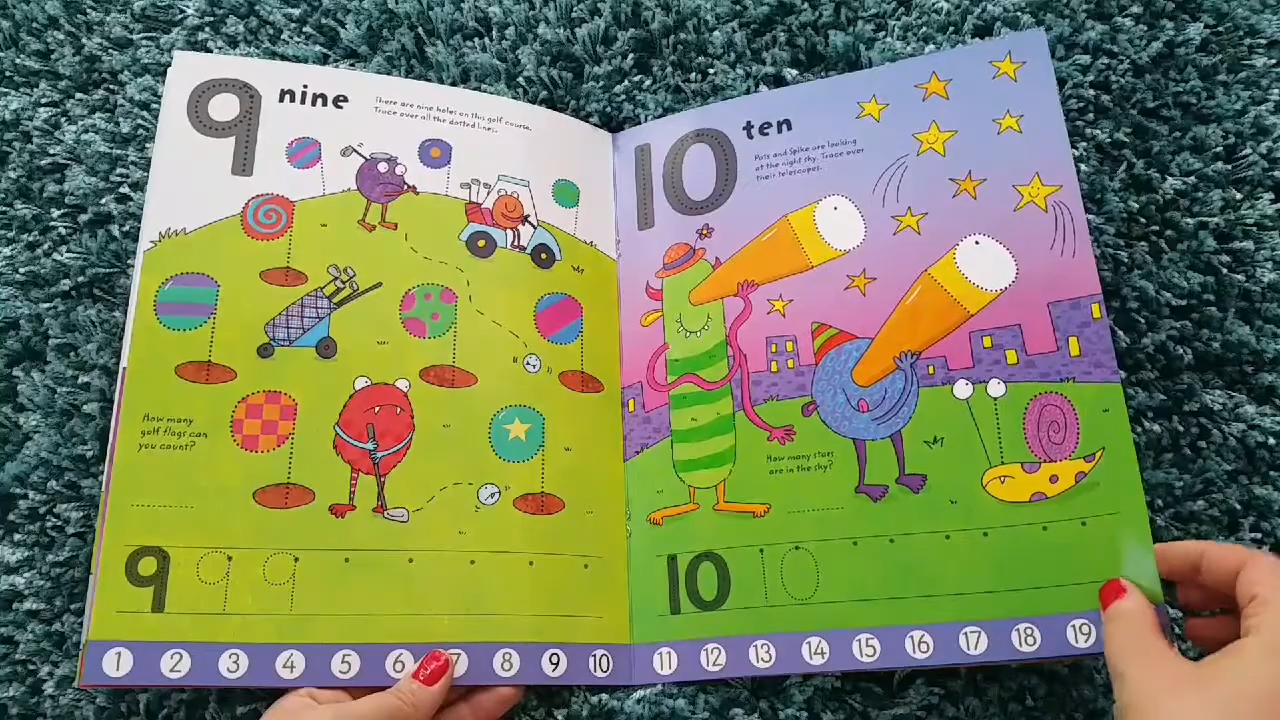 9 nine
There are nine holes on this golf course.
Trace over all the dotted lines.
How many
golf flags can
you count?
9 9 9
1 2 3 4 5 6 7 8 9 10
10 ten
Pots and Spike are looking
at the night sky. Trace over
their telescopes.
How many stars
are in the sky?
10 10
11 12 13 14 15 16 17 18 19